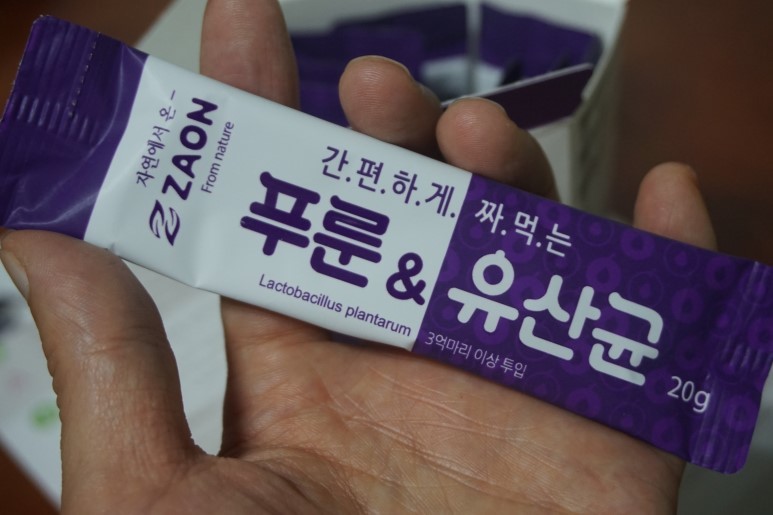 자연에서 온
ZAON
From nature
간.편.하.게.
짜.먹.는
푸룬 &
유산균
Lactobacillus plantarum
3억마리 이상 투입
20g